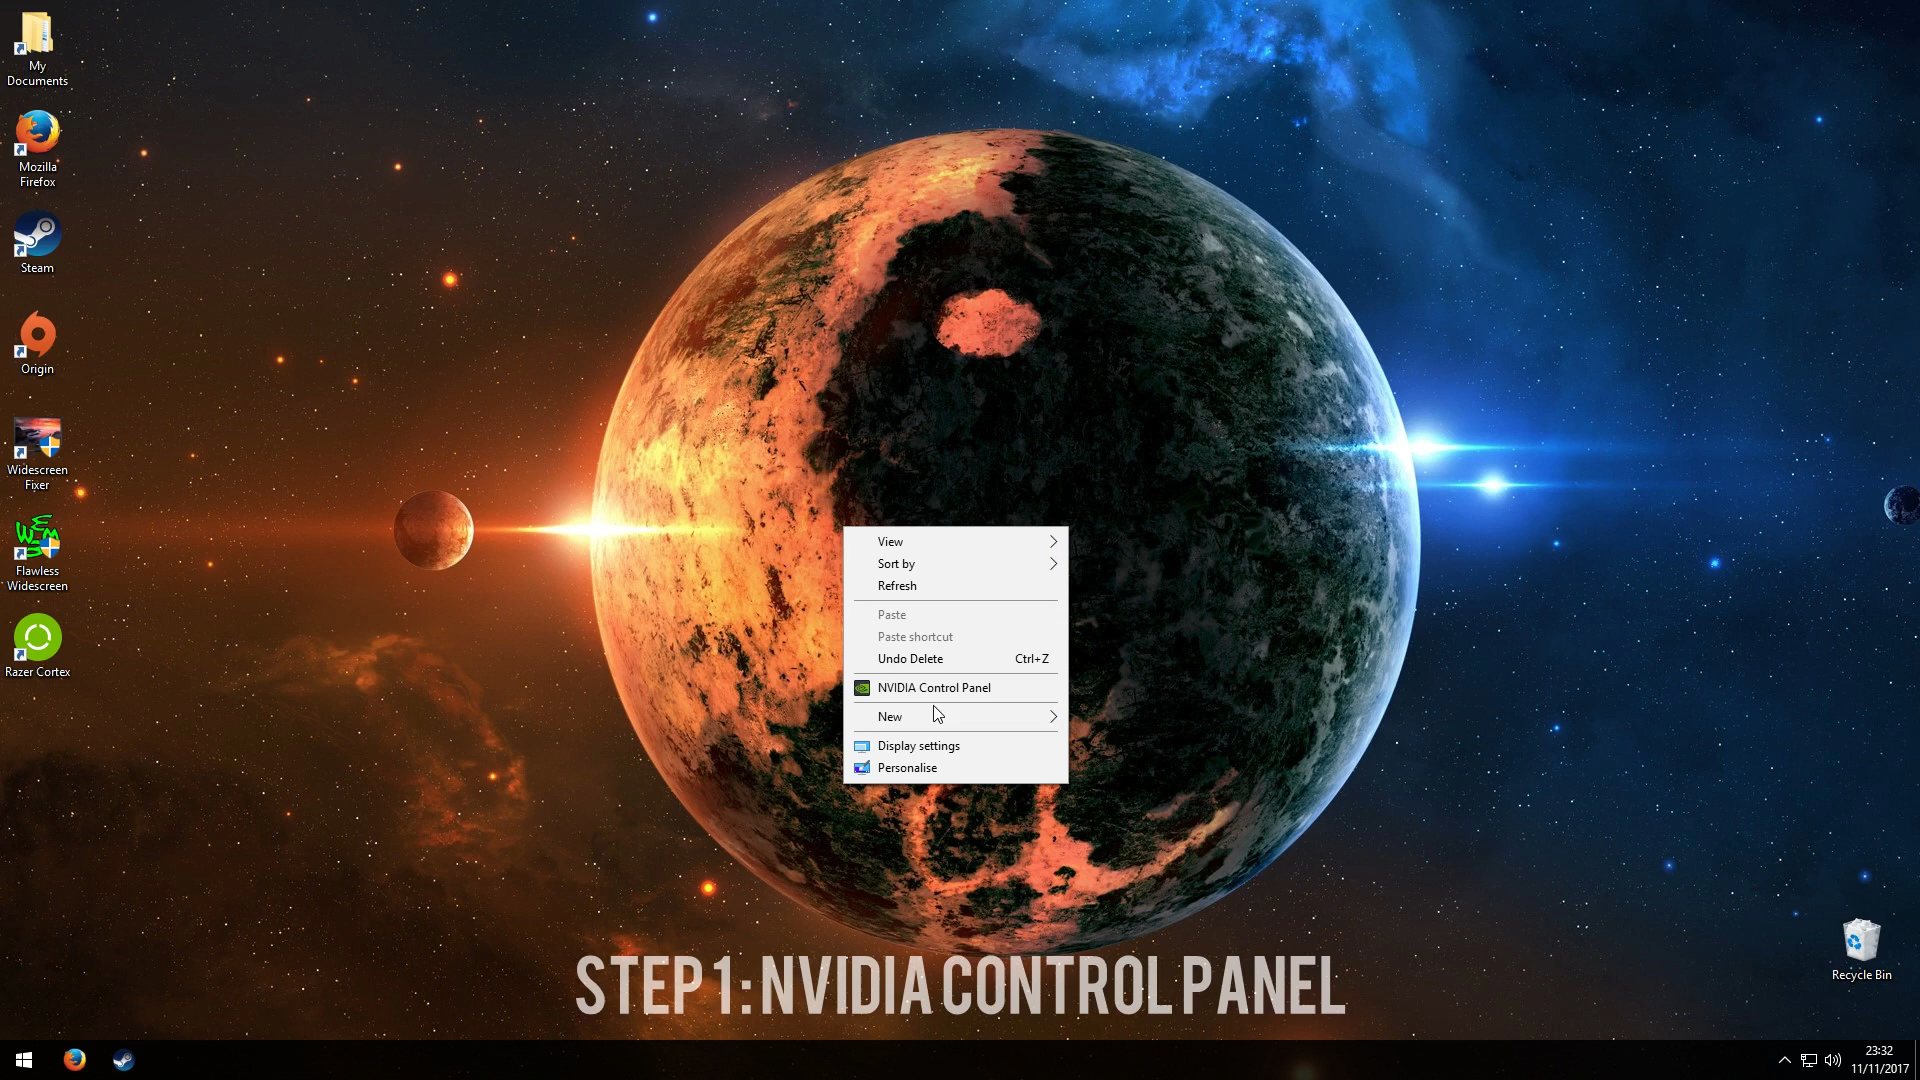 My
Documents
Mozilla
Firefox
Steam
Origin
Widescreen
Fixer
Flawless
Widescreen
Razer Cortex
View
Sort by
Refresh
Paste
Paste shortcut
Undo Delete Ctrl+Z
NVIDIA Control Panel
New
Display settings
Personalise
STEP 1: NVIDIA CONTROL PANEL
Recycle Bin
23:32
11/11/2017